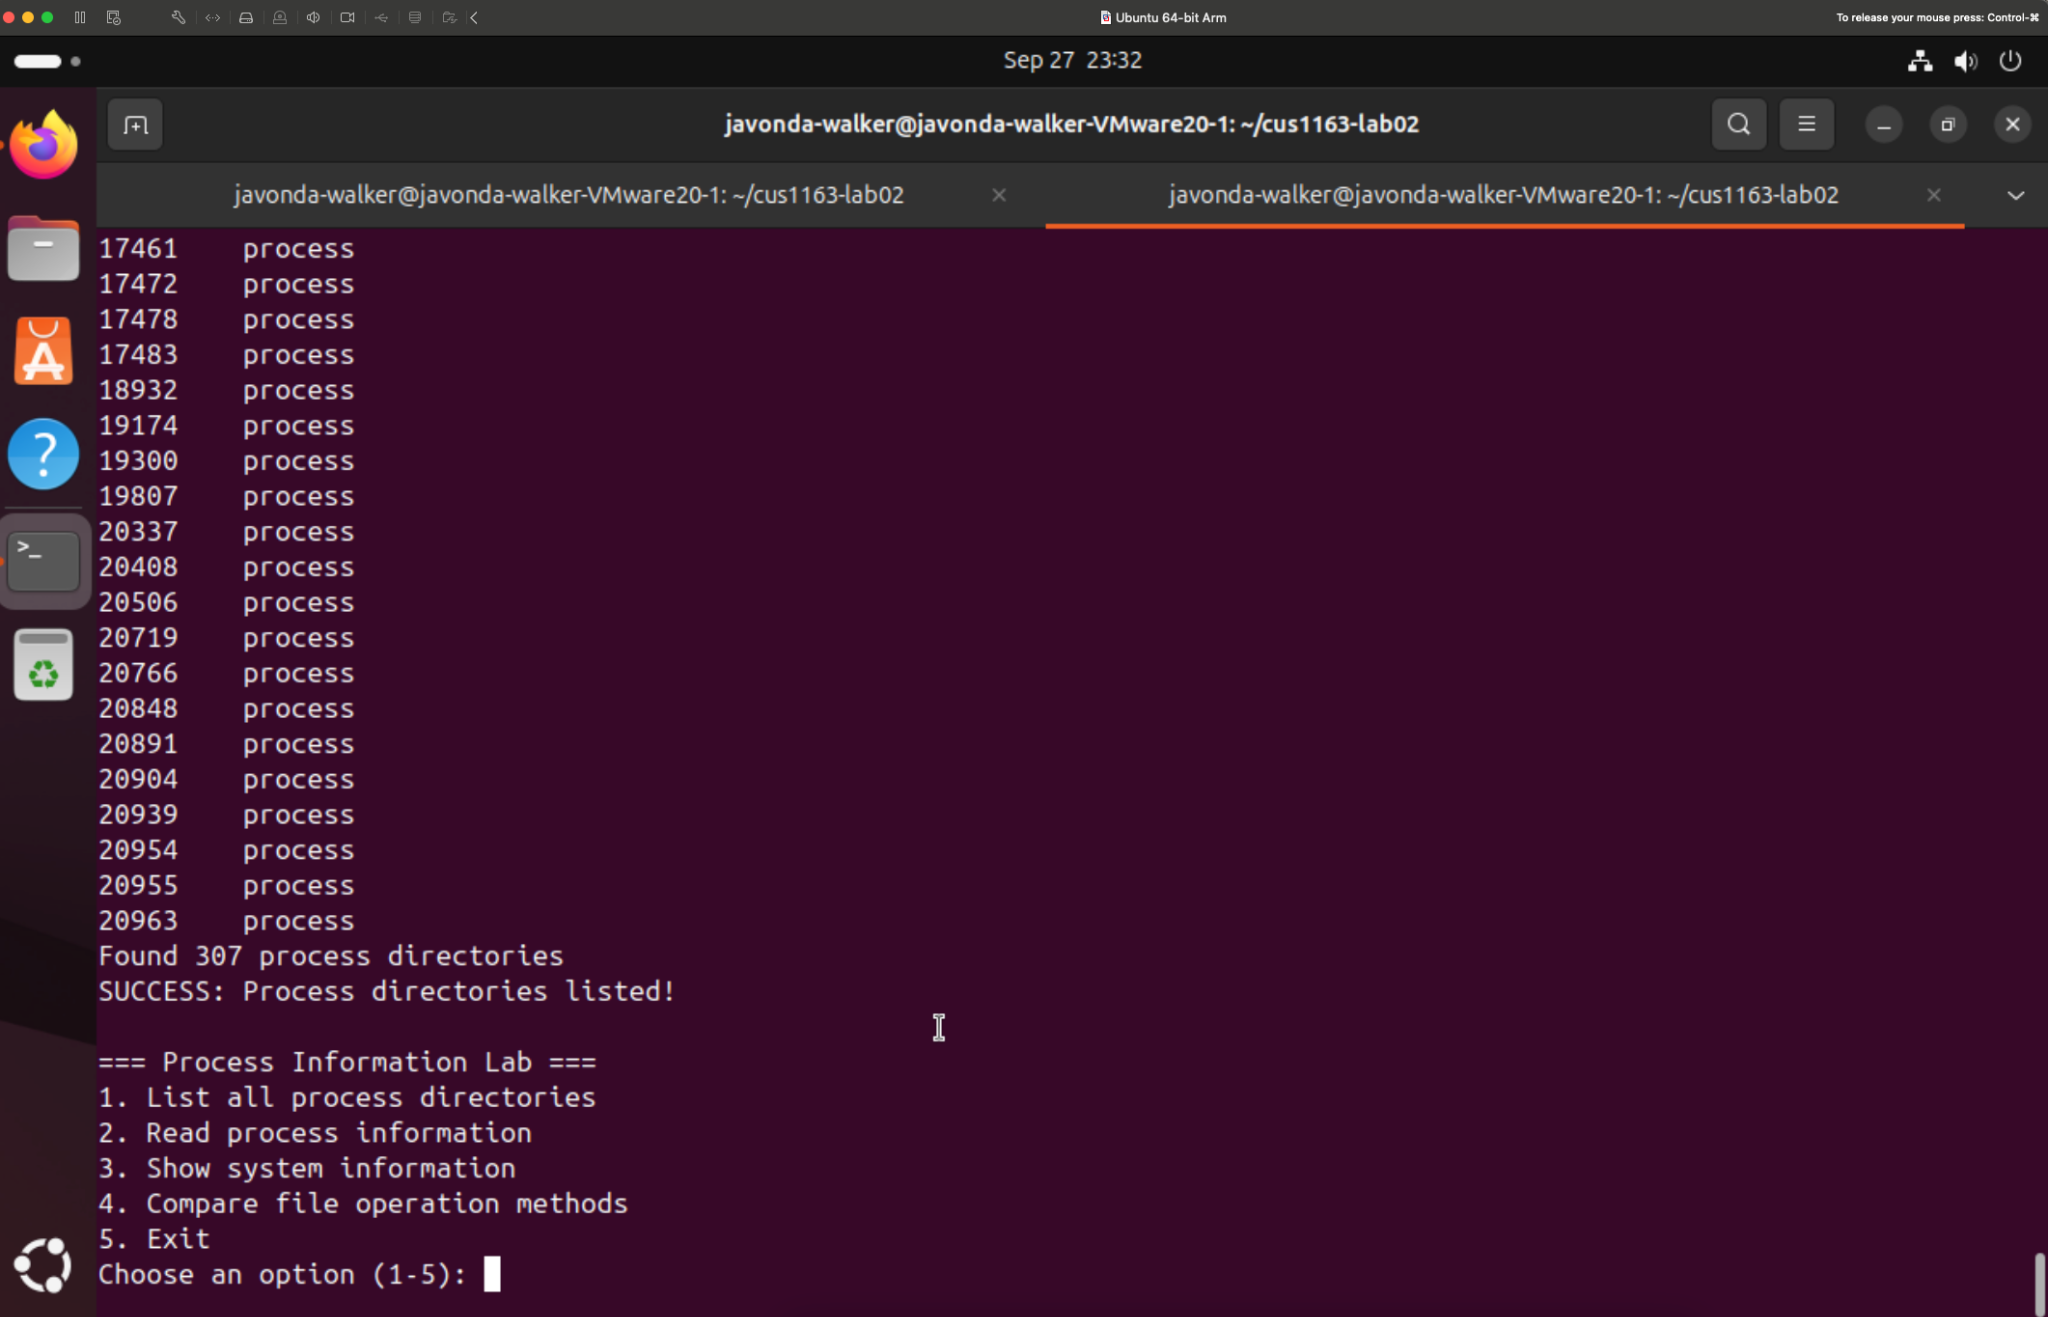 Ubuntu 64-bit Arm
To release your mouse press: Control-⌘
Sep 27 23:32
javonda-walker@javonda-walker-VMware20-1: ~/cus1163-lab02
javonda-walker@javonda-walker-VMware20-1: ~/cus1163-lab02
javonda-walker@javonda-walker-VMware20-1: ~/cus1163-lab02
17461 process
17472 process
17478 process
17483 process
18932 process
19174 process
19300 process
19807 process
20337 process
20408 process
20506 process
20719 process
20766 process
20848 process
20891 process
20904 process
20939 process
20954 process
20955 process
20963 process
Found 307 process directories
SUCCESS: Process directories listed!
=== Process Information Lab ===
1. List all process directories
2. Read process information
3. Show system information
4. Compare file operation methods
5. Exit
Choose an option (1-5):